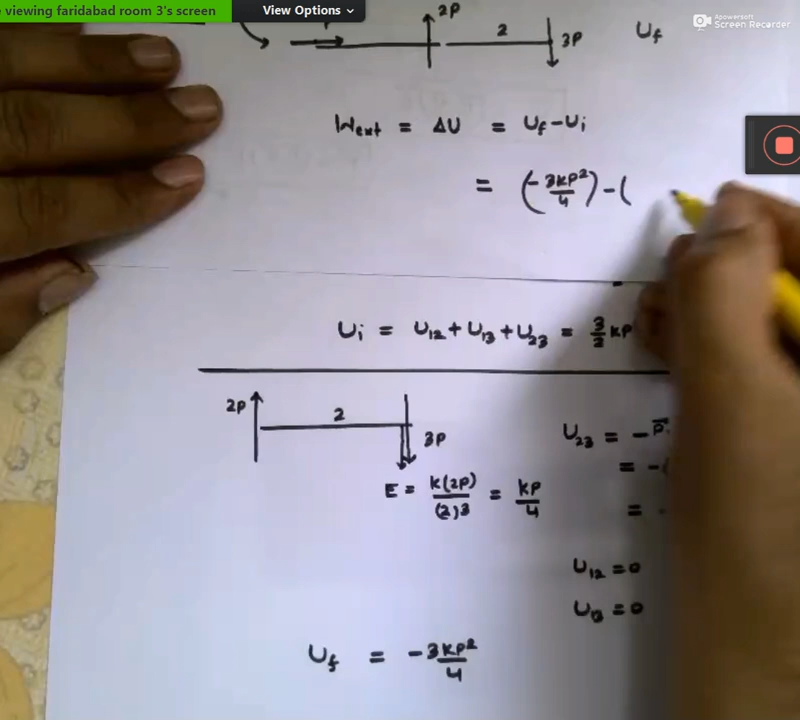 viewing faridabad room 3's screen View Options
Apowersoft
Screen Recorder
2P
2
3P
Uf
Wext = ΔU = Uf - Ui
= (-3kp²/4) - (
Ui = U12 + U13 + U23 = 3/2 kp
2P
2
3P
U23 = - p⃗.
= -(
E = k(2p)/(2)3 = kp/4
= -
U12 = 0
U13 = 0
Uf = -3kp²/4